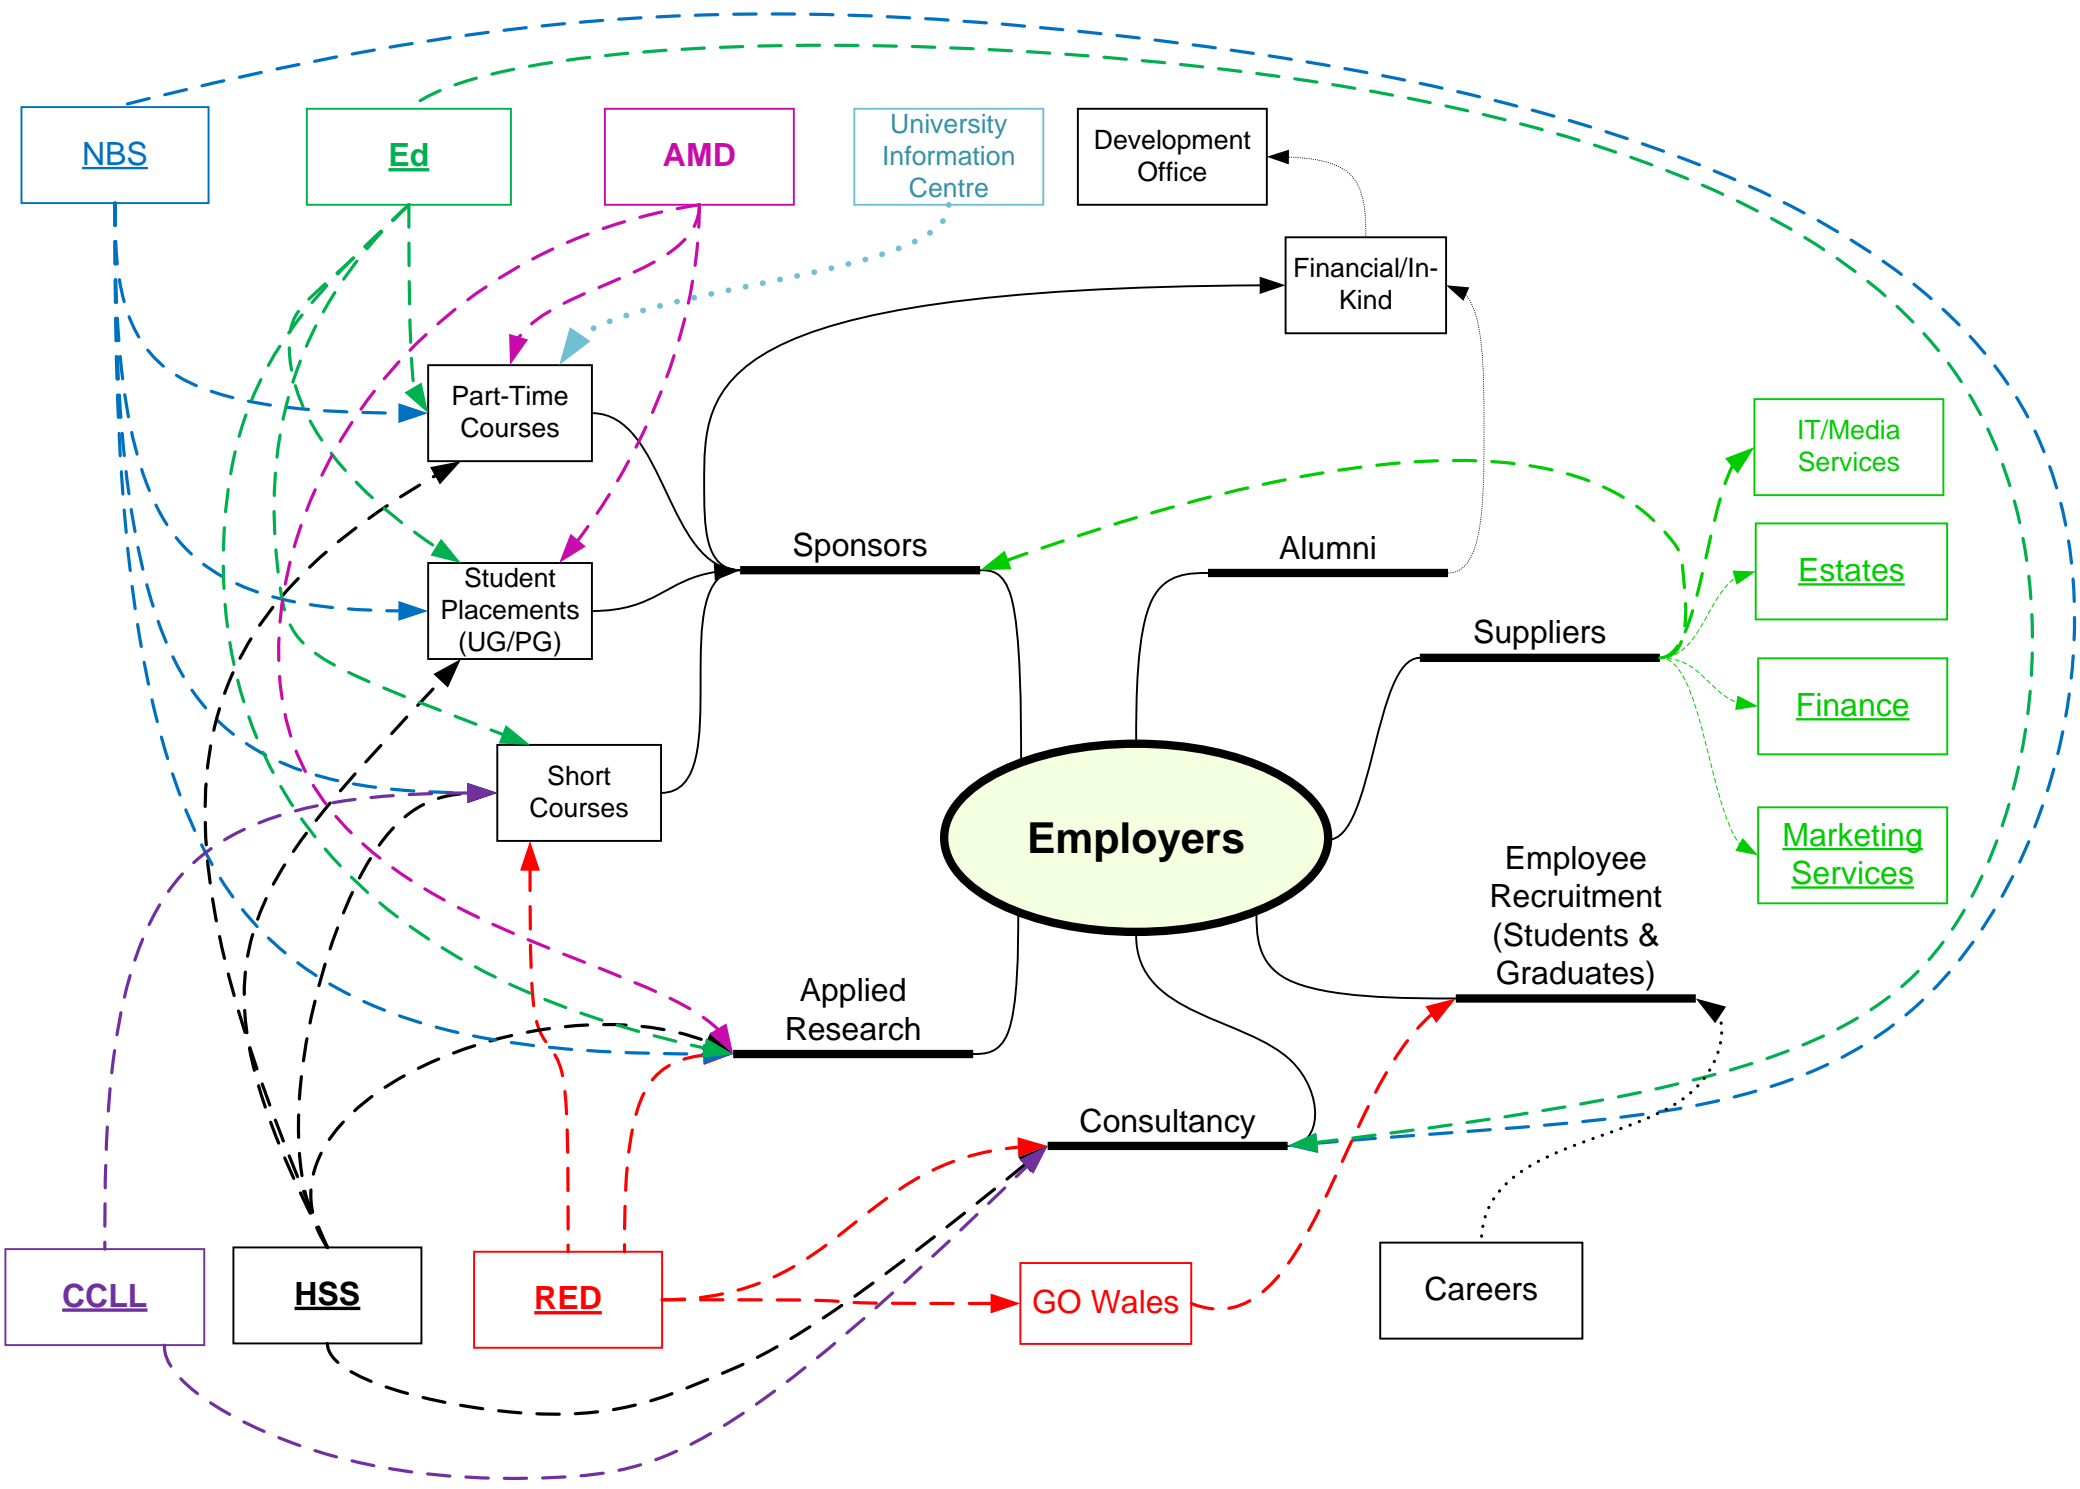 NBS
Ed
AMD
University
Information
Centre
Development
Office
Financial/In-
Kind
Part-Time
Courses
IT/Media
Services
Sponsors
Alumni
Estates
Student
Placements
(UG/PG)
Suppliers
Finance
Short
Courses
Employers
Marketing
Services
Employee
Recruitment
(Students &
Graduates)
Applied
Research
Consultancy
CCLL
HSS
RED
GO Wales
Careers